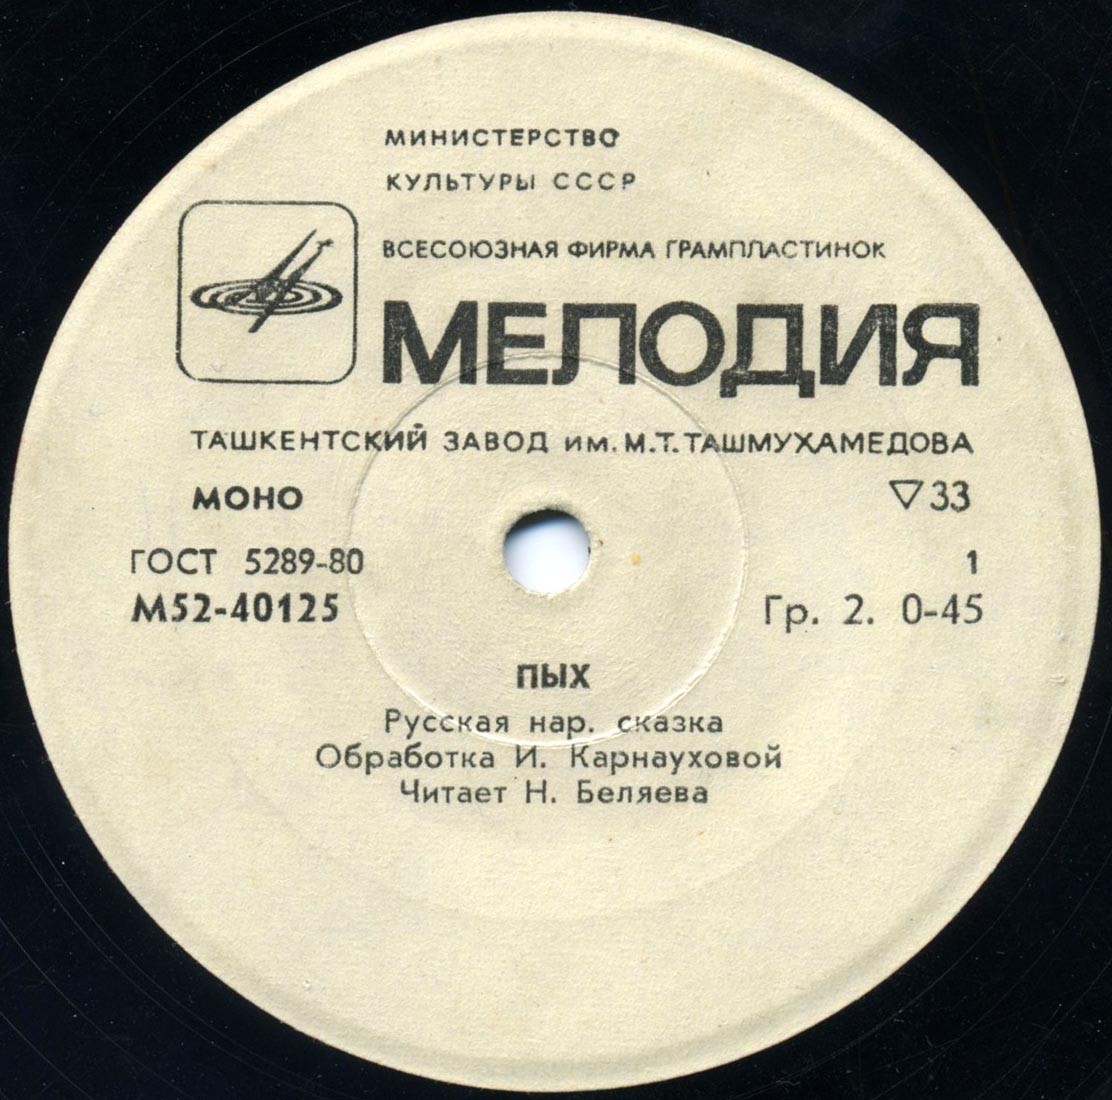 МИНИСТЕРСТВО
КУЛЬТУРЫ СССР
ВСЕСОЮЗНАЯ ФИРМА ГРАМПЛАСТИНОК
МЕЛОДИЯ
ТАШКЕНТСКИЙ ЗАВОД им. М.Т. ТАШМУХАМЕДОВА
МОНО ▽33
ГОСТ 5289-80 1
М52-40125 Гр. 2. 0-45
ПЫХ
Русская нар. сказка
Обработка И. Карнауховой
Читает Н. Беляева